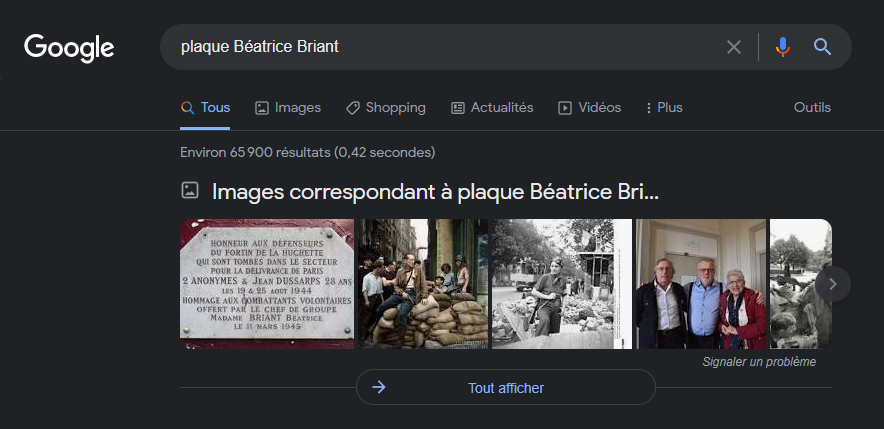 Google
plaque Béatrice Briant
Tous
Images
Shopping
Actualités
Vidéos
Plus
Outils
Environ 65 900 résultats (0,42 secondes)
Images correspondant à plaque Béatrice Bri...
HONNEUR AUX DÉFENSEURS
DU FORTIN DE LA HUCHETTE
QUI SONT TOMBÉS DANS LE SECTEUR
POUR LA DÉLIVRANCE DE PARIS
2 ANONYMES & JEAN DUSSARPS 28 ANS
LES 19 & 25 AOUT 1944
HOMMAGE AUX COMBATTANTS VOLONTAIRES
OFFERT PAR LE CHEF DE GROUPE
MADAME BRIANT BÉATRICE
LE 11 MARS 1945
Signaler un problème
Tout afficher